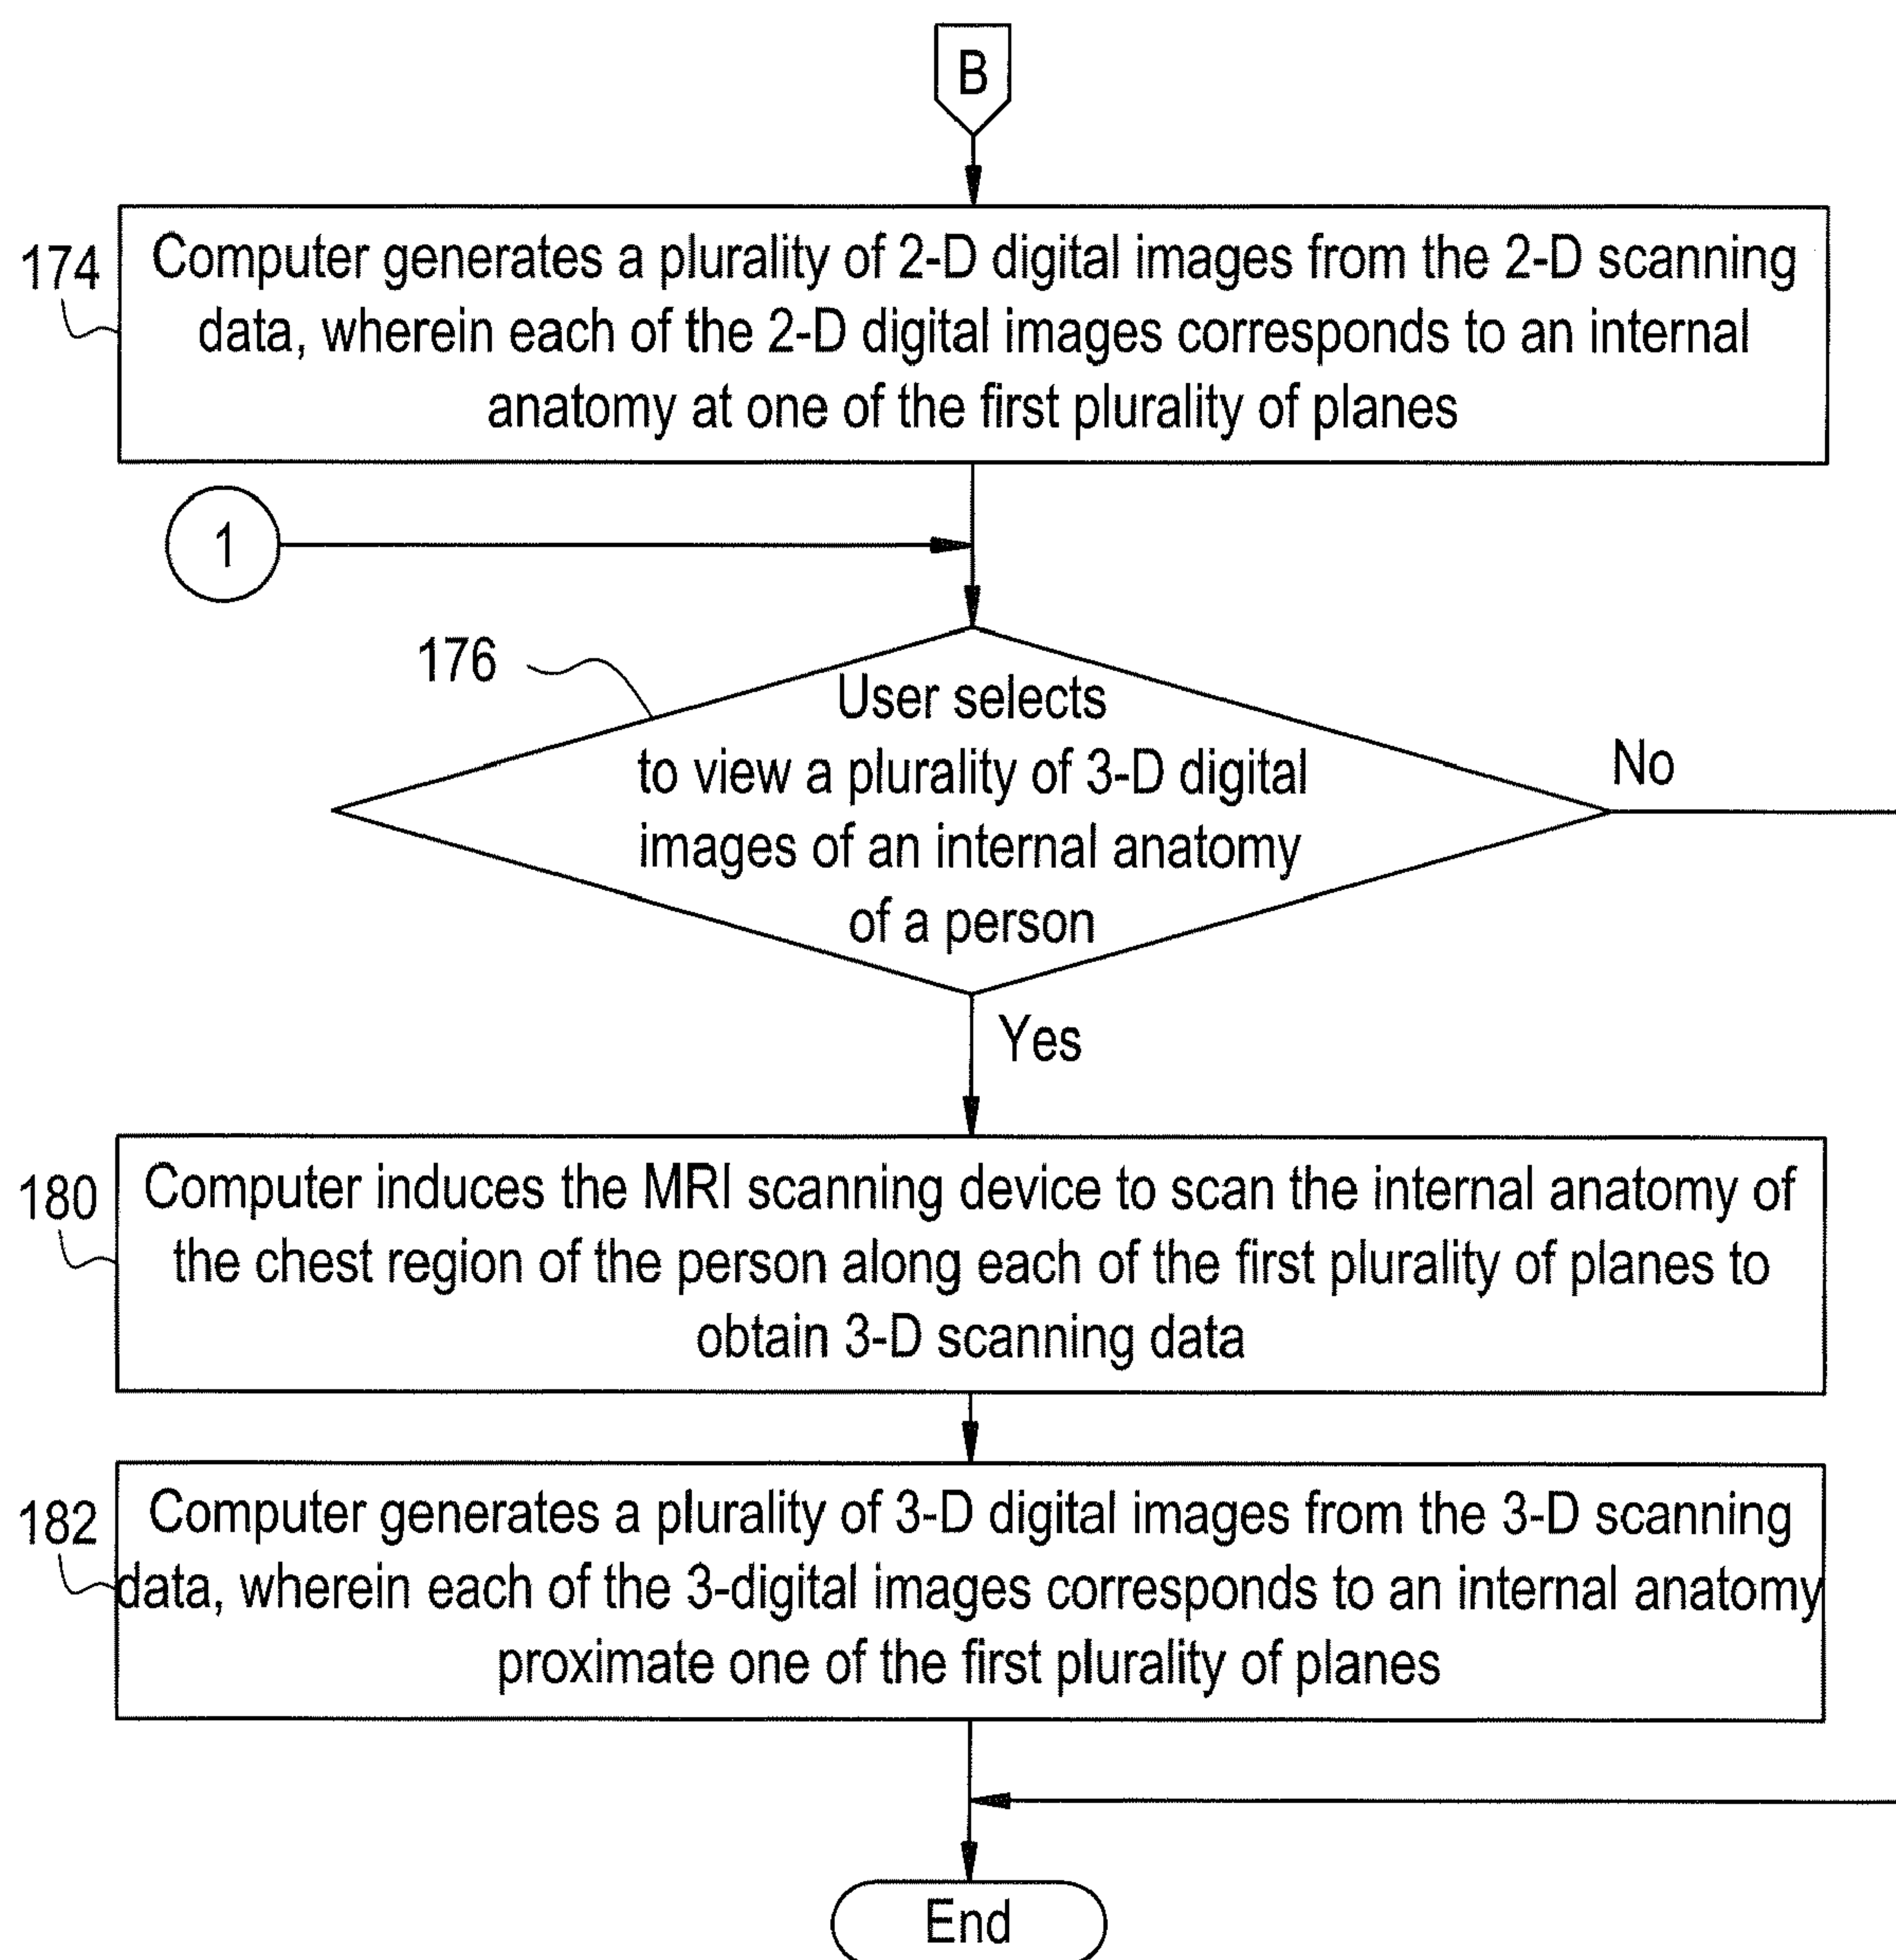 B
174
Computer generates a plurality of 2-D digital images from the 2-D scanning
data, wherein each of the 2-D digital images corresponds to an internal
anatomy at one of the first plurality of planes
1
176
User selects
to view a plurality of 3-D digital
images of an internal anatomy
of a person
No
Yes
180
Computer induces the MRI scanning device to scan the internal anatomy of
the chest region of the person along each of the first plurality of planes to
obtain 3-D scanning data
182
Computer generates a plurality of 3-D digital images from the 3-D scanning
data, wherein each of the 3-digital images corresponds to an internal anatomy
proximate one of the first plurality of planes
End